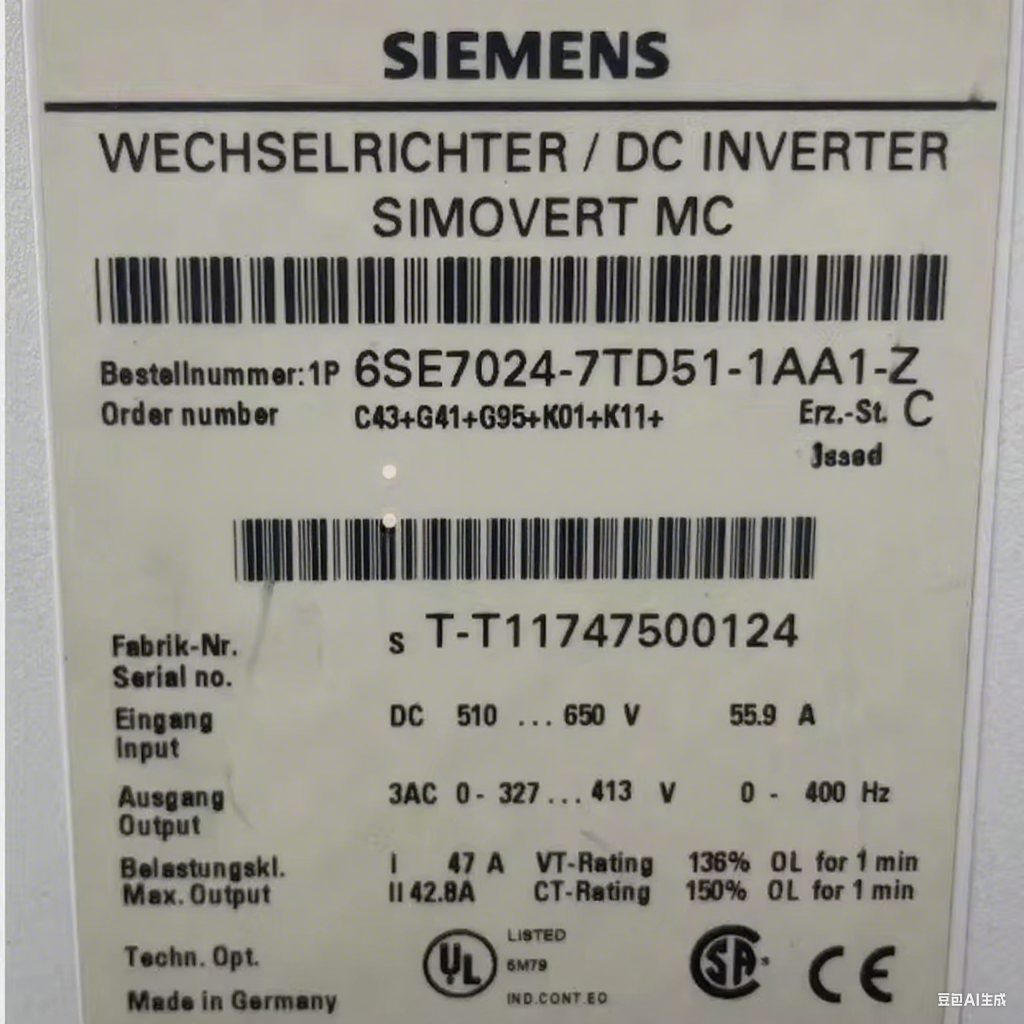 SIEMENS
WECHSELRICHTER / DC INVERTER
SIMOVERT MC
Bestellnummer: 1P 6SE7024-7TD51-1AA1-Z
Order number C43+G41+G95+K01+K11+ Erz.-St. C
Jssed
Fabrik-Nr. S T-T11747500124
Serial no.
Eingang DC 510 ... 650 V 55.9 A
Input
Ausgang 3AC 0 - 327 ... 413 V 0 - 400 Hz
Output
Belastungskl. I 47 A VT-Rating 136% OL for 1 min
Max. Output II 42.8A CT-Rating 150% OL for 1 min
Techn. Opt.
Made in Germany
UL LISTED
6M79
IND.CONT.EQ
SA
CE
豆包AI生成